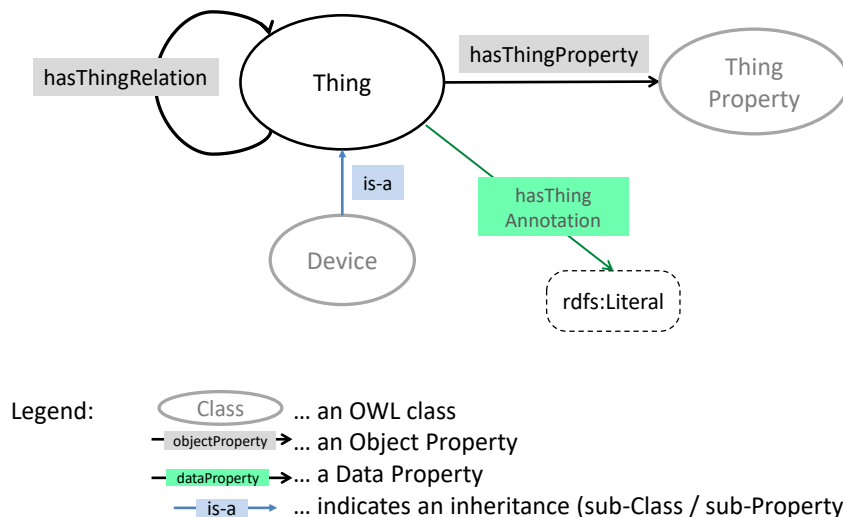 hasThingRelation
Thing
hasThingProperty
Thing
Property
is-a
hasThing
Annotation
Device
rdfs:Literal
Legend:
Class ... an OWL class
objectProperty ... an Object Property
dataProperty ... a Data Property
is-a ... indicates an inheritance (sub-Class / sub-Property